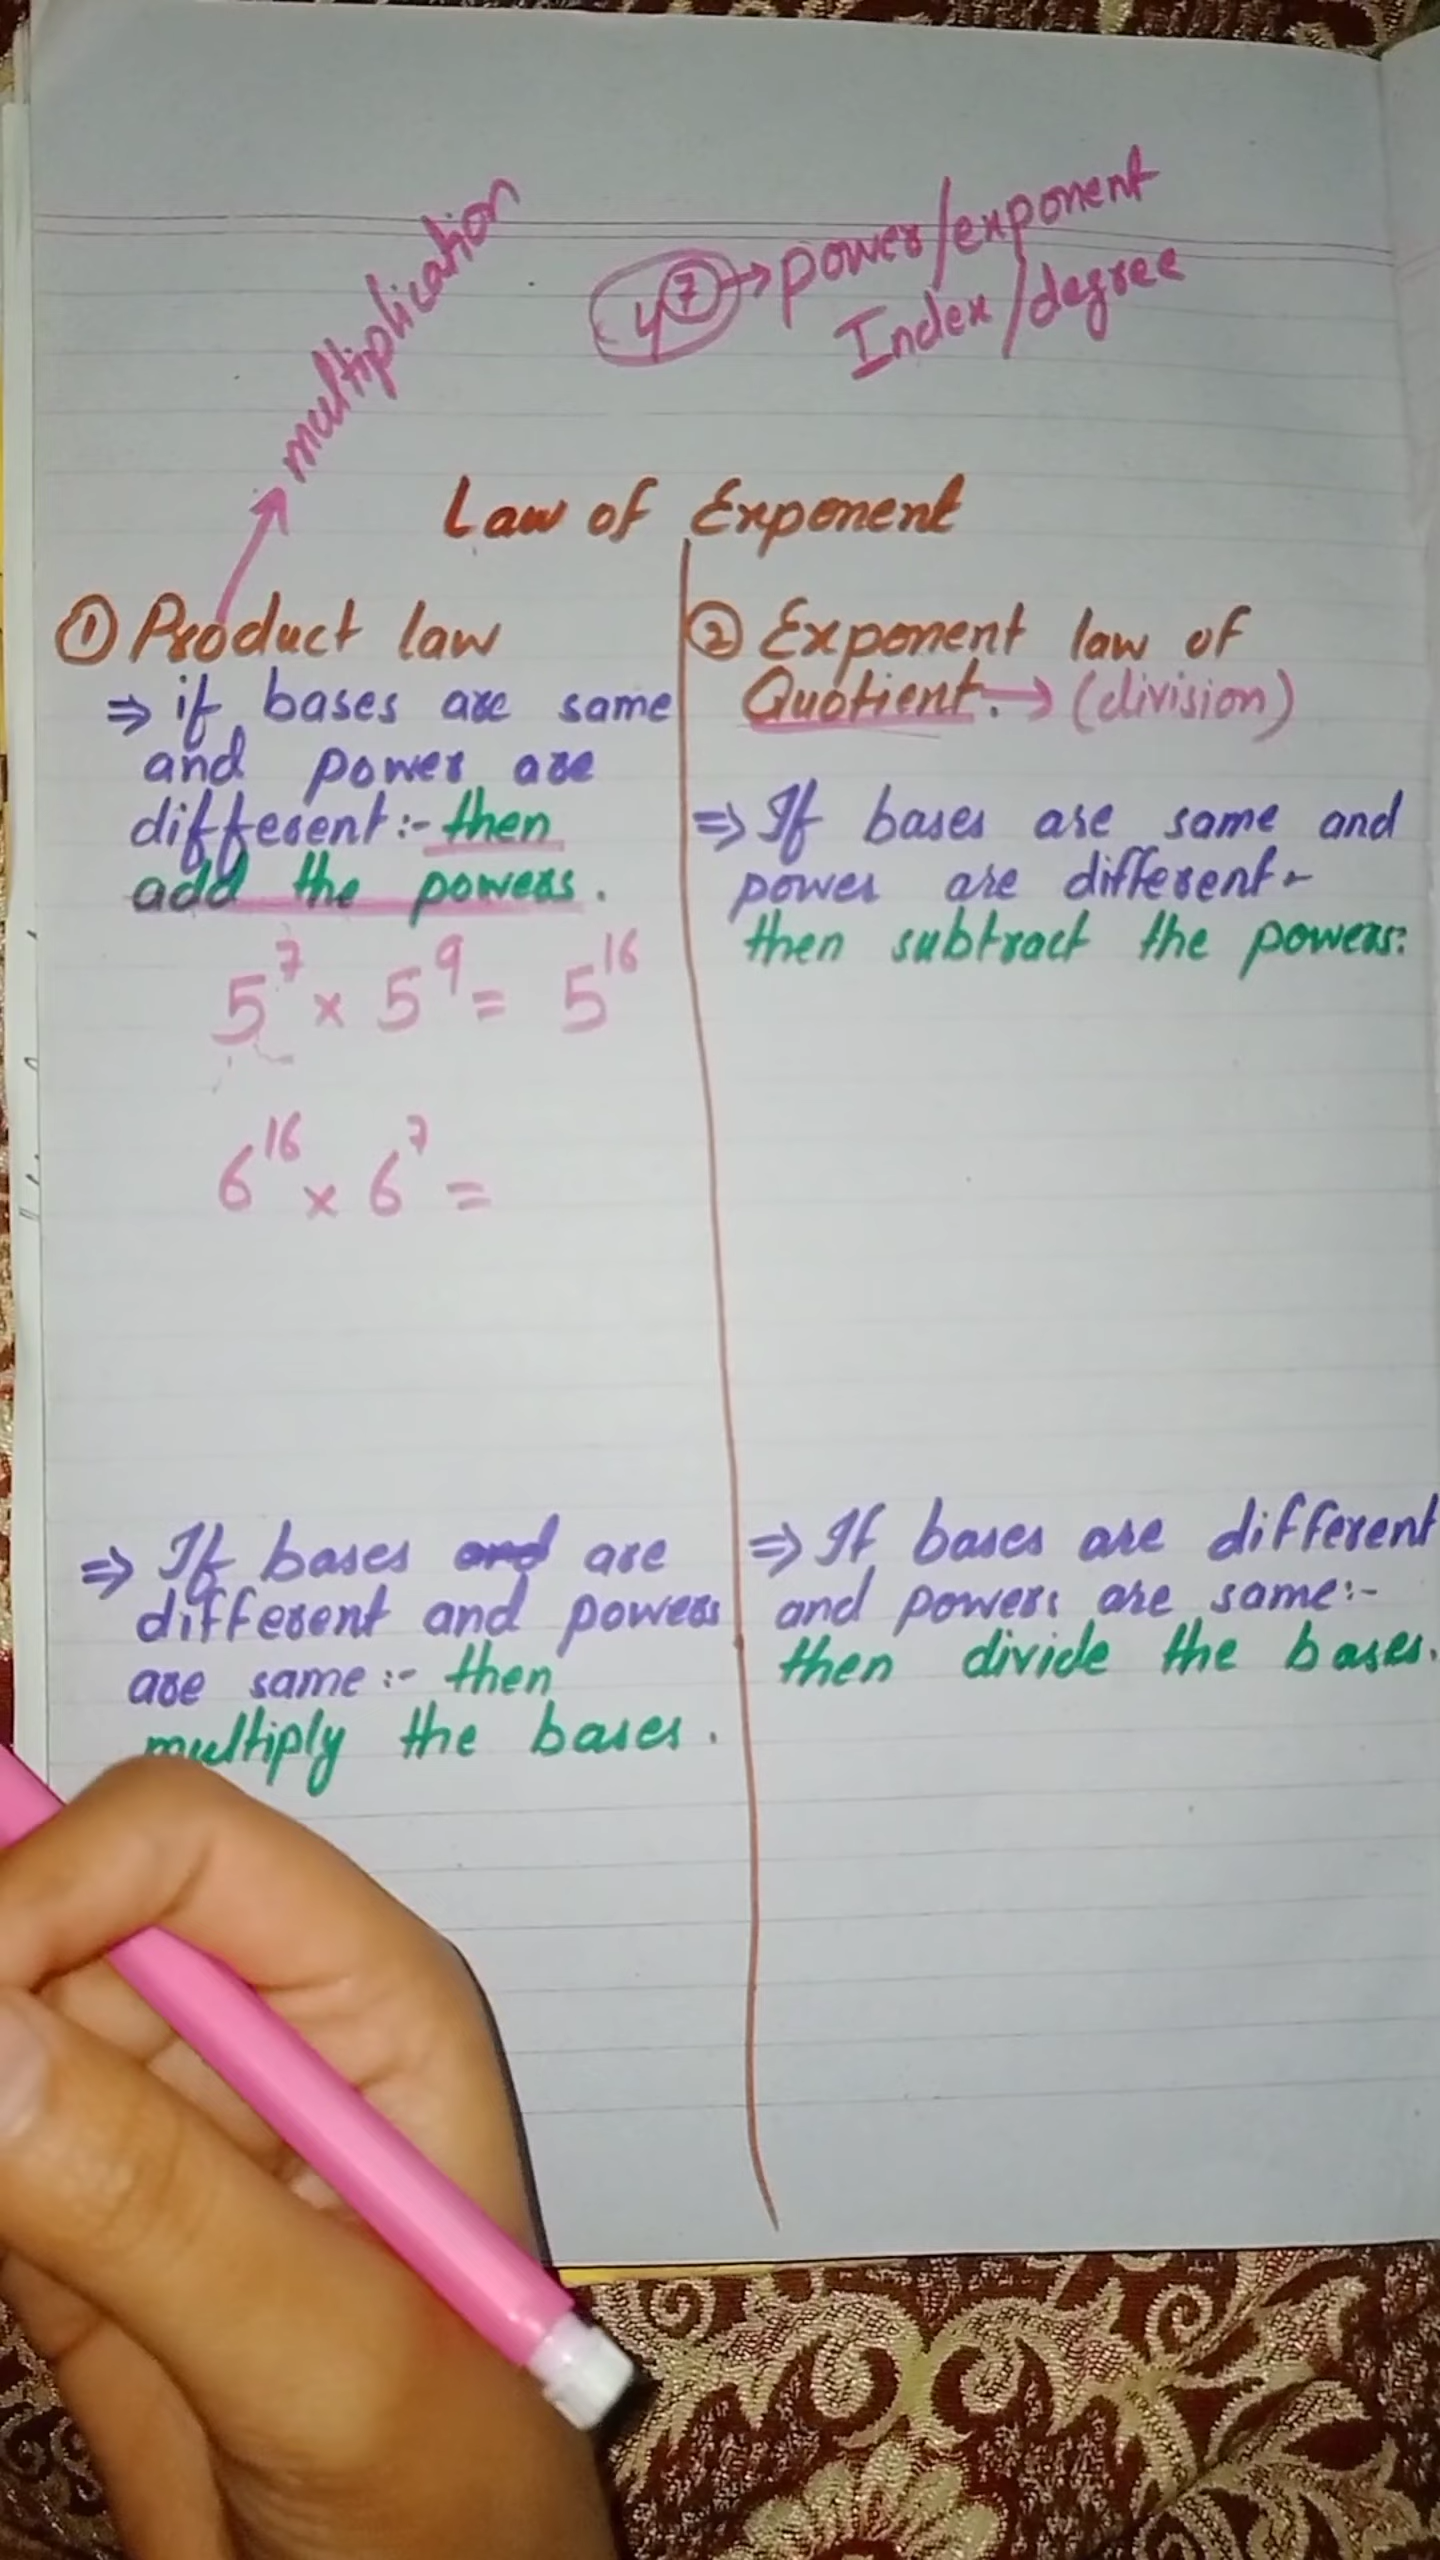 multiplication
4⁷ → power/exponent
Index/degree
Law of Exponent
① Product law
⇒ if bases are same
and power are
different:- then
add the powers.
5⁷ × 5⁹ = 5¹⁶
6¹⁶ × 6⁷ =
⇒ If bases are
different and powers
are same:- then
multiply the bases.
② Exponent law of
Quotient. → (division)
⇒ If bases are same and
power are different-
then subtract the powers:
⇒ If bases are different
and powers are same:-
then divide the bases.